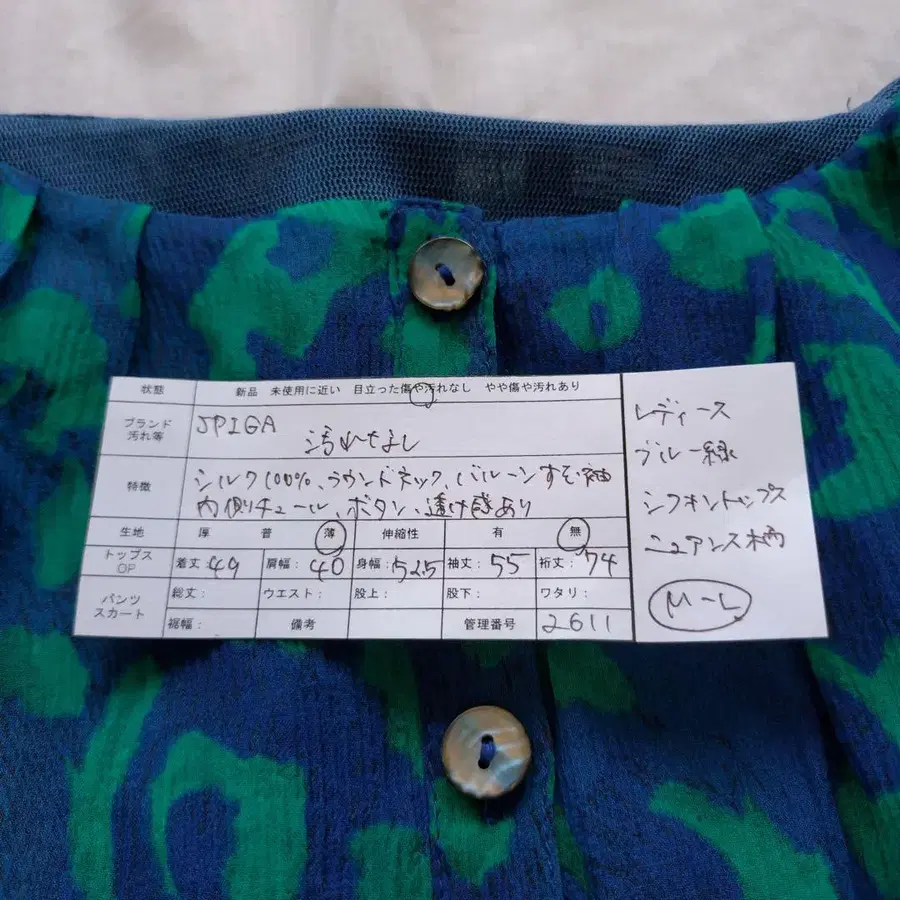 状態 新品 未使用に近い 目立った傷や汚れなし やや傷や汚れあり
ブランド
汚れ等
JPIGA
汚れなし
特徴
シルク100%、ラウンドネック、バルーンすそ・袖
内側チュール、ボタン、透け感あり
生地 厚 普 薄 伸縮性 有 無
トップス
OP
着丈:49 肩幅:40 身幅:52.5 袖丈:55 裄丈:74
パンツ
スカート
総丈: ウエスト: 股上: 股下: ワタリ:
裾幅: 備考 管理番号 2611
レディース
ブルー緑
シフォントップス
ニュアンス柄
M-L